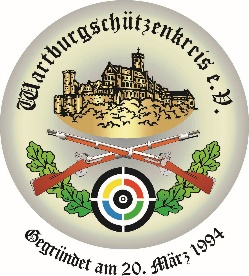 Wartburgschützenkreis e.V.
Gegründet am 20. März 1994